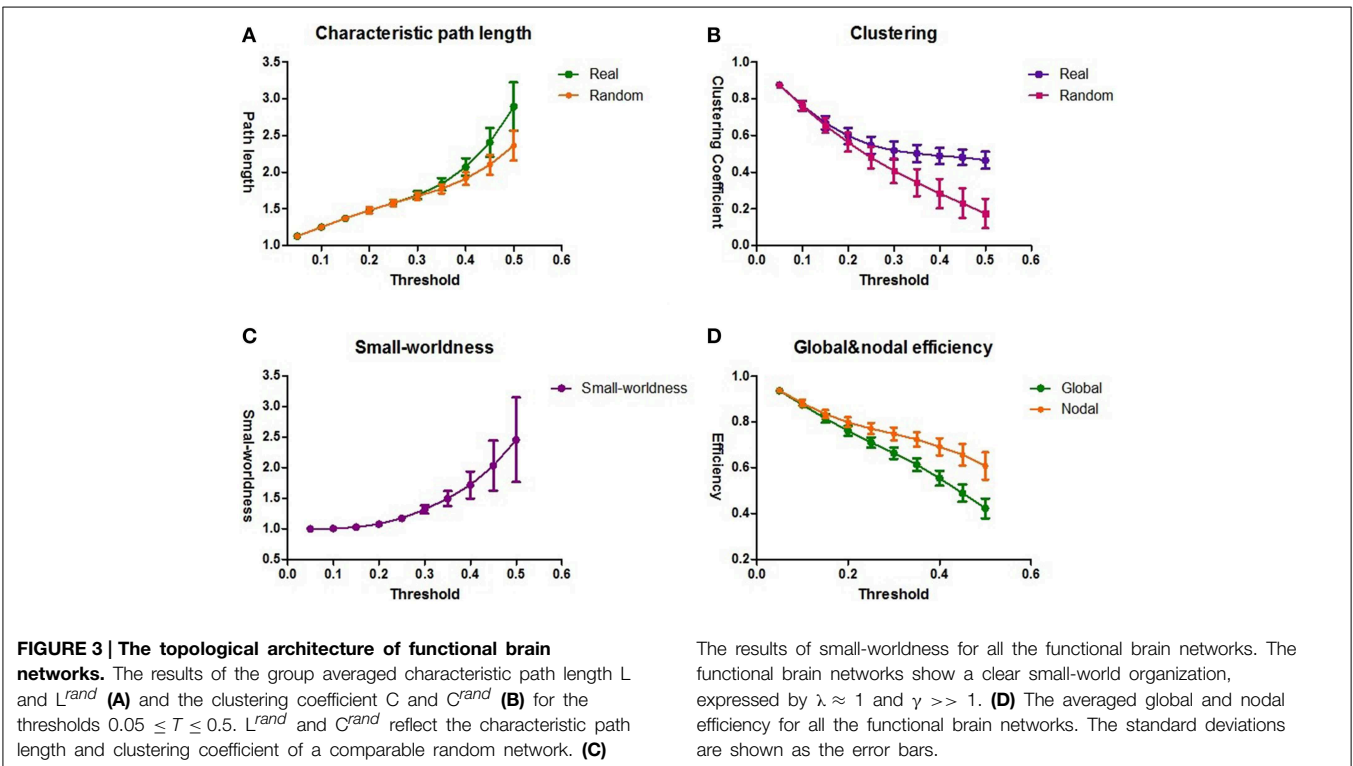 A
Characteristic path length
Real
Random
Path length
3.5
3.0
2.5
2.0
1.5
1.0
0.1 0.2 0.3 0.4 0.5 0.6
Threshold
B
Clustering
Real
Random
Clustering Coefficient
1.0
0.8
0.6
0.4
0.2
0.0
0.0 0.1 0.2 0.3 0.4 0.5 0.6
Threshold
C
Small-worldness
Small-worldness
Smal-worldness
3.5
3.0
2.5
2.0
1.5
1.0
0.5
0.0 0.1 0.2 0.3 0.4 0.5 0.6
Threshold
D
Global&nodal efficiency
Global
Nodal
Efficiency
1.0
0.8
0.6
0.4
0.2
0.0 0.2 0.4 0.6
Threshold
FIGURE 3 | The topological architecture of functional brain
networks. The results of the group averaged characteristic path length L
and L^rand (A) and the clustering coefficient C and C^rand (B) for the
thresholds 0.05 ≤ T ≤ 0.5. L^rand and C^rand reflect the characteristic path
length and clustering coefficient of a comparable random network. (C)
The results of small-worldness for all the functional brain networks. The
functional brain networks show a clear small-world organization,
expressed by λ ≈ 1 and γ >> 1. (D) The averaged global and nodal
efficiency for all the functional brain networks. The standard deviations
are shown as the error bars.